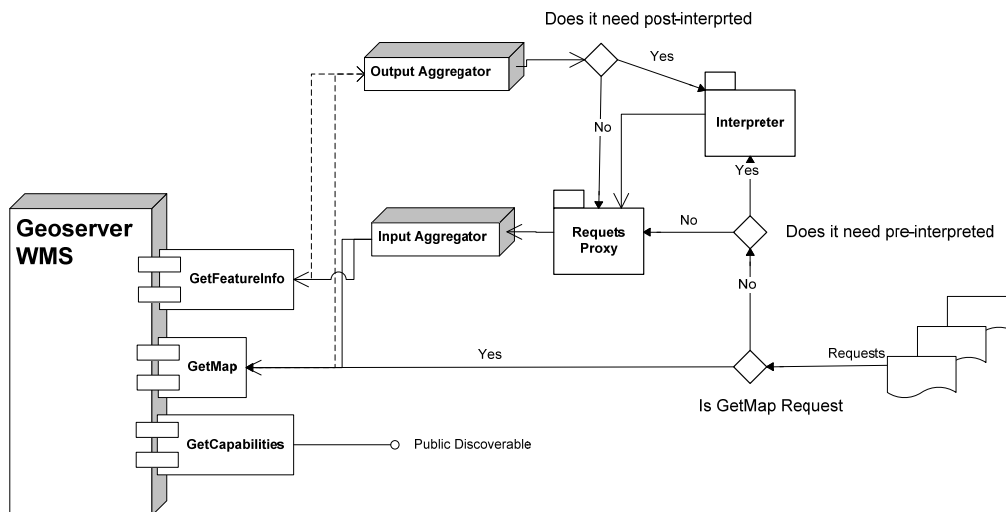 Does it need post-interprted
Output Aggregator
Yes
Interpreter
No
Yes
Geoserver
WMS
Input Aggregator
Requets
Proxy
No
Does it need pre-interpreted
GetFeatureInfo
No
GetMap
Yes
Requests
Is GetMap Request
GetCapabilities
Public Discoverable